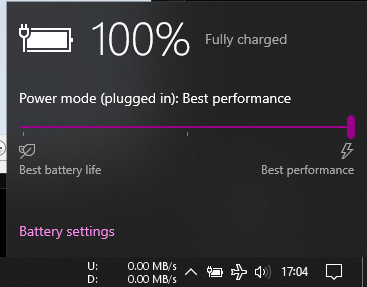 100% Fully charged
Power mode (plugged in): Best performance
Best battery life Best performance
Battery settings
U: 0.00 MB/s
D: 0.00 MB/s
17:04